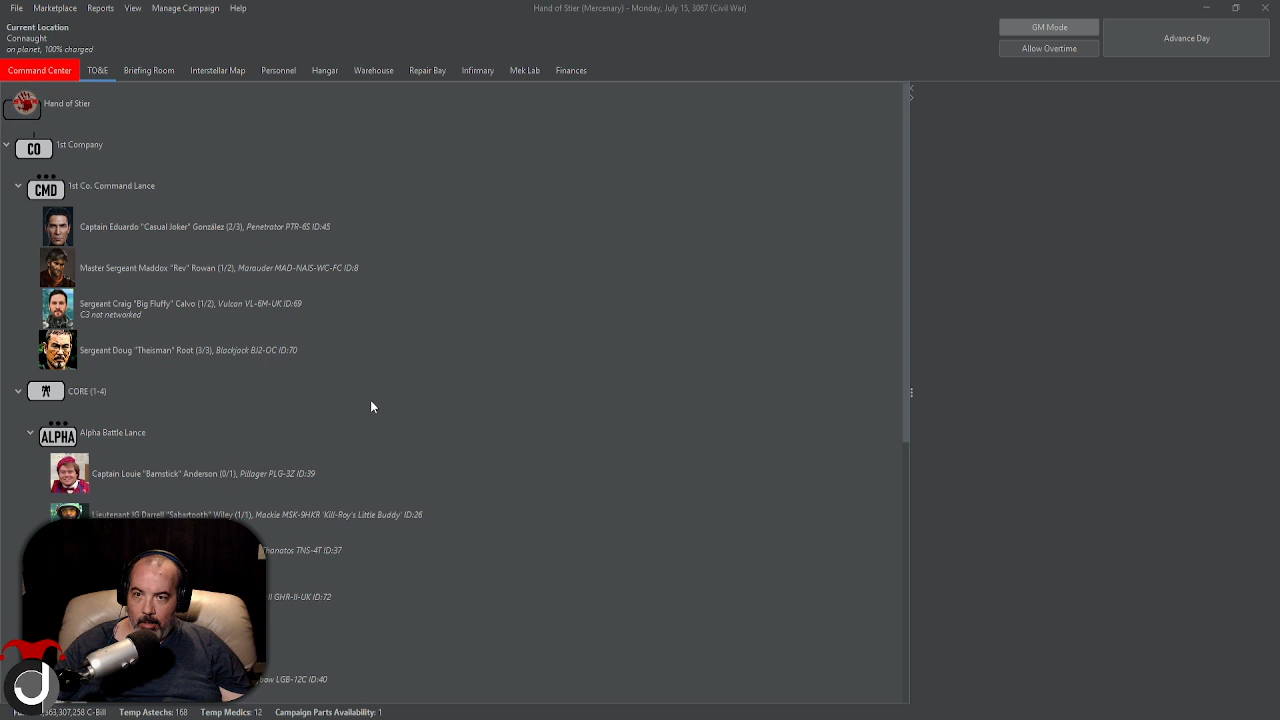 File Marketplace Reports View Manage Campaign Help
Hand of Stier (Mercenary) - Monday, July 15, 3067 (Civil War)
Current Location
Connaught
on planet, 100% charged
GM Mode
Allow Overtime
Advance Day
Command Center TO&E Briefing Room Interstellar Map Personnel Hangar Warehouse Repair Bay Infirmary Mek Lab Finances
Hand of Stier
CO 1st Company
CMD 1st Co. Command Lance
Captain Eduardo "Casual Joker" González (2/3), Penetrator PTR-6S ID:45
Master Sergeant Maddox "Rev" Rowan (1/2), Marauder MAD-NAIS-WC-FC ID:8
Sergeant Craig "Big Fluffy" Calvo (1/2), Vulcan VL-6M-UK ID:69
C3 not networked
Sergeant Doug "Theisman" Root (3/3), Blackjack BJ2-OC ID:70
CORE (1-4)
ALPHA Alpha Battle Lance
Captain Louie "Bamstick" Anderson (0/1), Pillager PLG-3Z ID:39
Lieutenant JG Darrell "Sabartooth" Wiley (1/1), Mackie MSK-9HKR 'Kill-Roy's Little Buddy' ID:26
Thanatos TNS-4T ID:37
II GHR-II-UK ID:72
LGB-12C ID:40
363,307,258 C-Bill Temp Astechs: 168 Temp Medics: 12 Campaign Parts Availability: 1